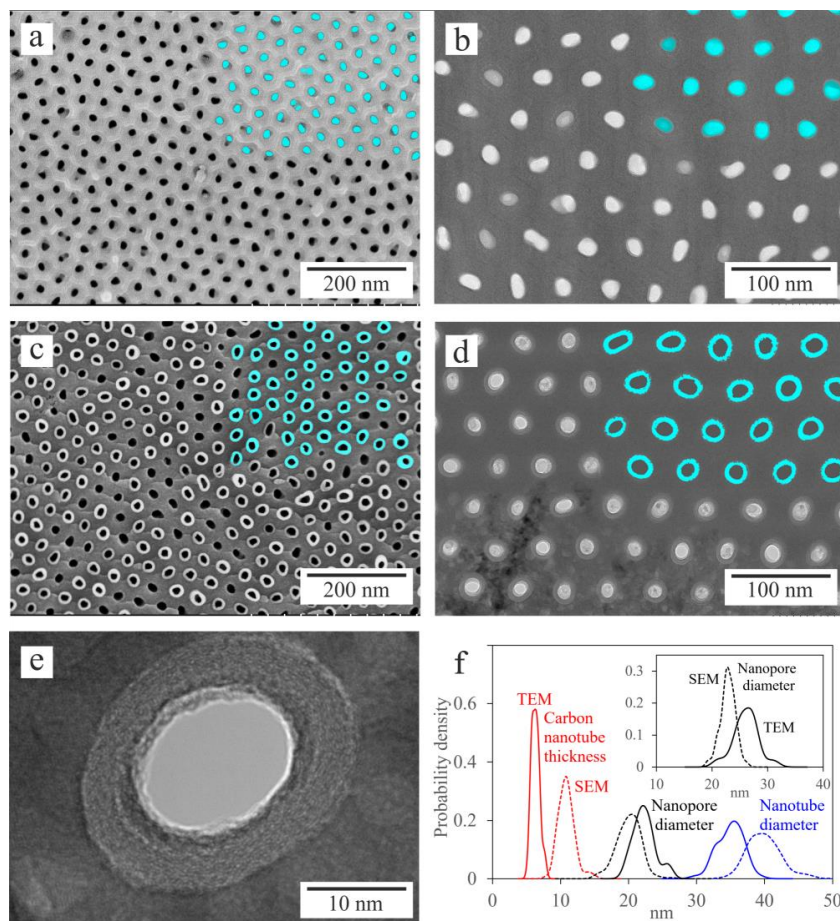 a
200 nm
b
100 nm
c
200 nm
d
100 nm
e
10 nm
f
Probability density
0.6
0.4
0.2
0
TEM
Carbon
nanotube
thickness
SEM
Nanopore
diameter
Nanotube
diameter
0
10
20
30
40
50
nm
0.3
0.2
0.1
0
SEM
Nanopore
diameter
TEM
10
20
30
40
nm